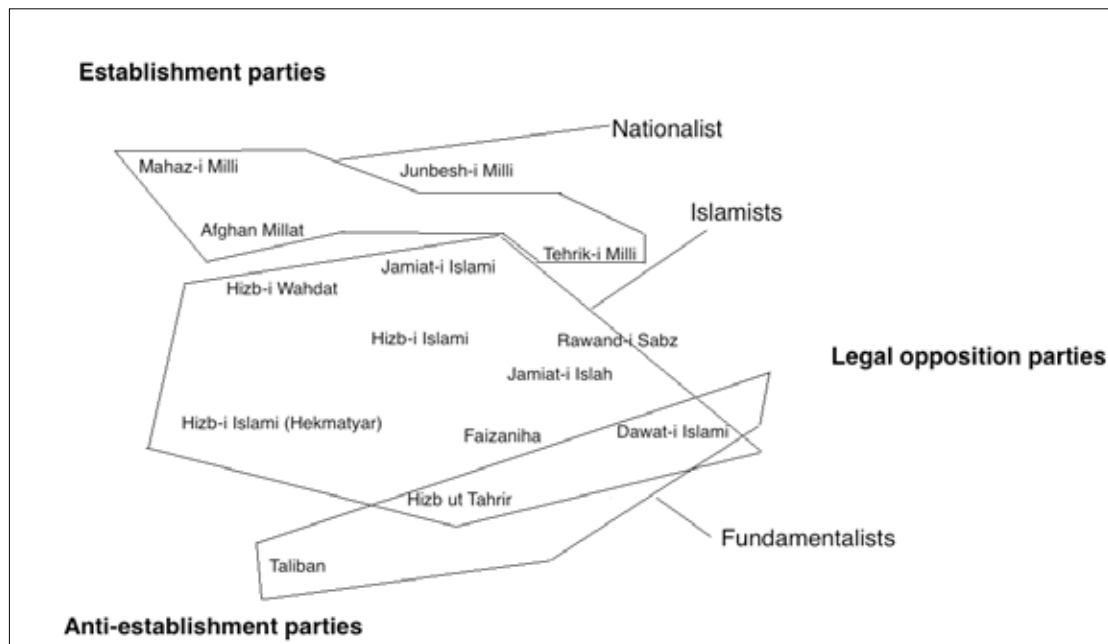 Establishment parties
Nationalist
Mahaz-i Milli
Junbesh-i Milli
Islamists
Afghan Millat
Tehrik-i Milli
Jamiat-i Islami
Hizb-i Wahdat
Hizb-i Islami
Rawand-i Sabz
Legal opposition parties
Jamiat-i Islah
Hizb-i Islami (Hekmatyar)
Faizaniha
Dawat-i Islami
Hizb ut Tahrir
Fundamentalists
Taliban
Anti-establishment parties